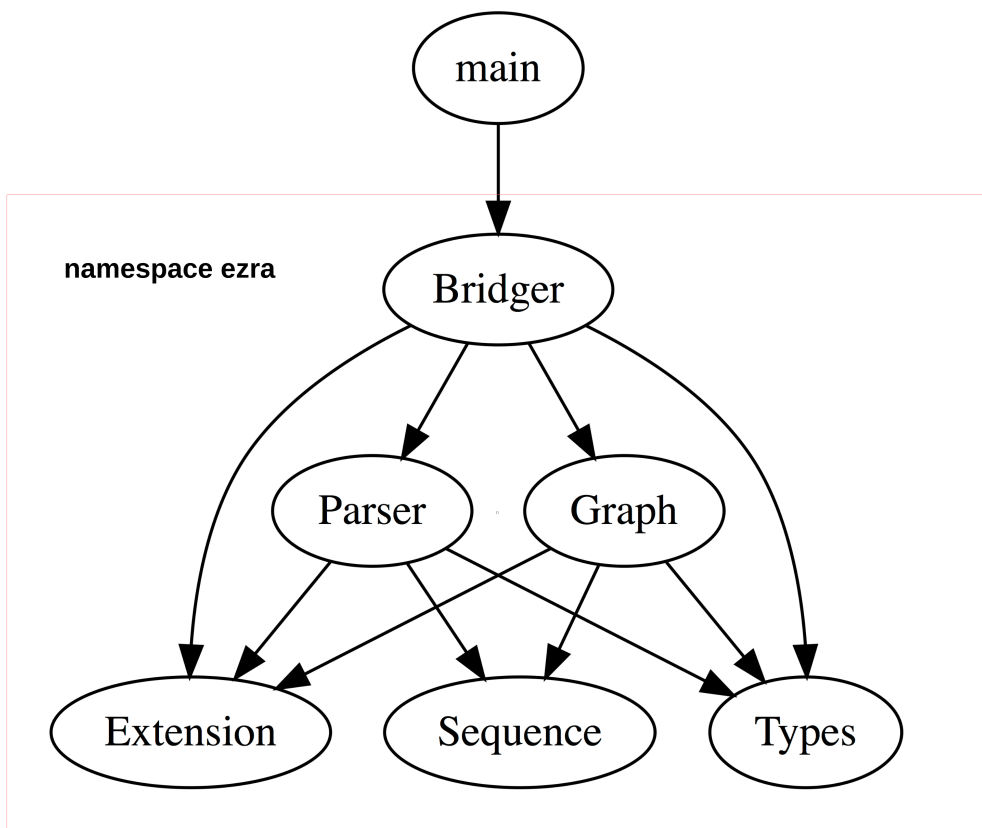 main
namespace ezra
Bridger
Parser
Graph
Extension
Sequence
Types